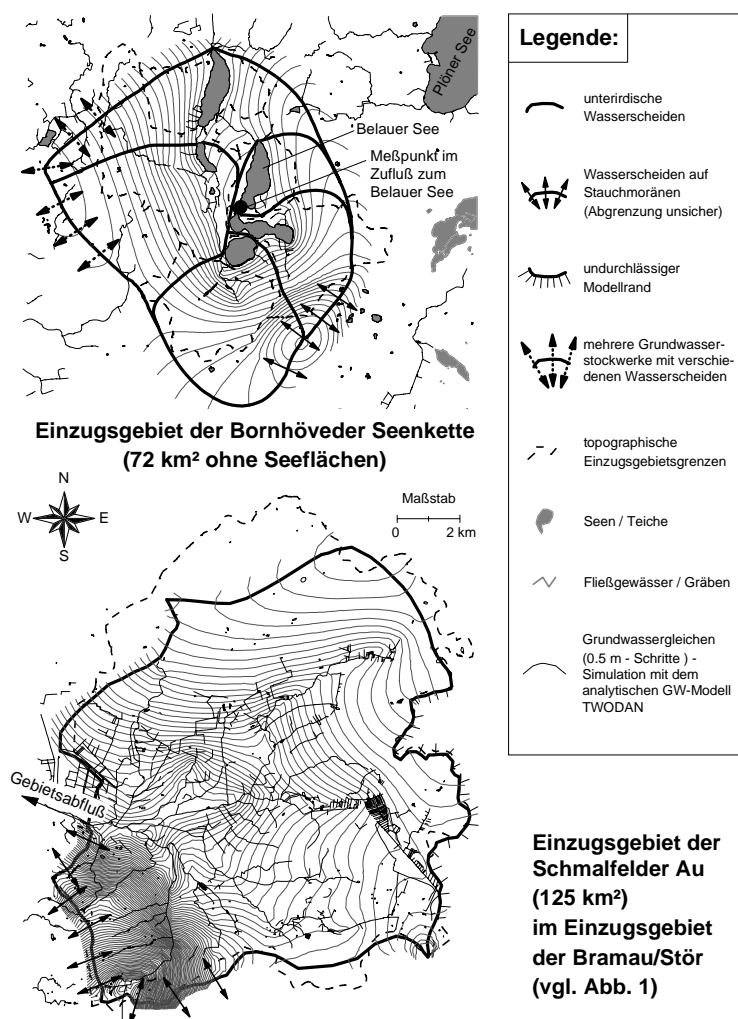 Plöner See
Belauer See
Meßpunkt im
Zufluß zum
Belauer See
Einzugsgebiet der Bornhöveder Seenkette
(72 km² ohne Seeflächen)
N
W
E
S
Maßstab
0
2 km
Gebietsabfluß
Legende:
unterirdische
Wasserscheiden
Wasserscheiden auf
Stauchmoränen
(Abgrenzung unsicher)
undurchlässiger
Modellrand
mehrere Grundwasser-
stockwerke mit verschie-
denen Wasserscheiden
topographische
Einzugsgebietsgrenzen
Seen / Teiche
Fließgewässer / Gräben
Grundwassergleichen
(0.5 m - Schritte ) -
Simulation mit dem
analytischen GW-Modell
TWODAN
Einzugsgebiet der
Schmalfelder Au
(125 km²)
im Einzugsgebiet
der Bramau/Stör
(vgl. Abb. 1)